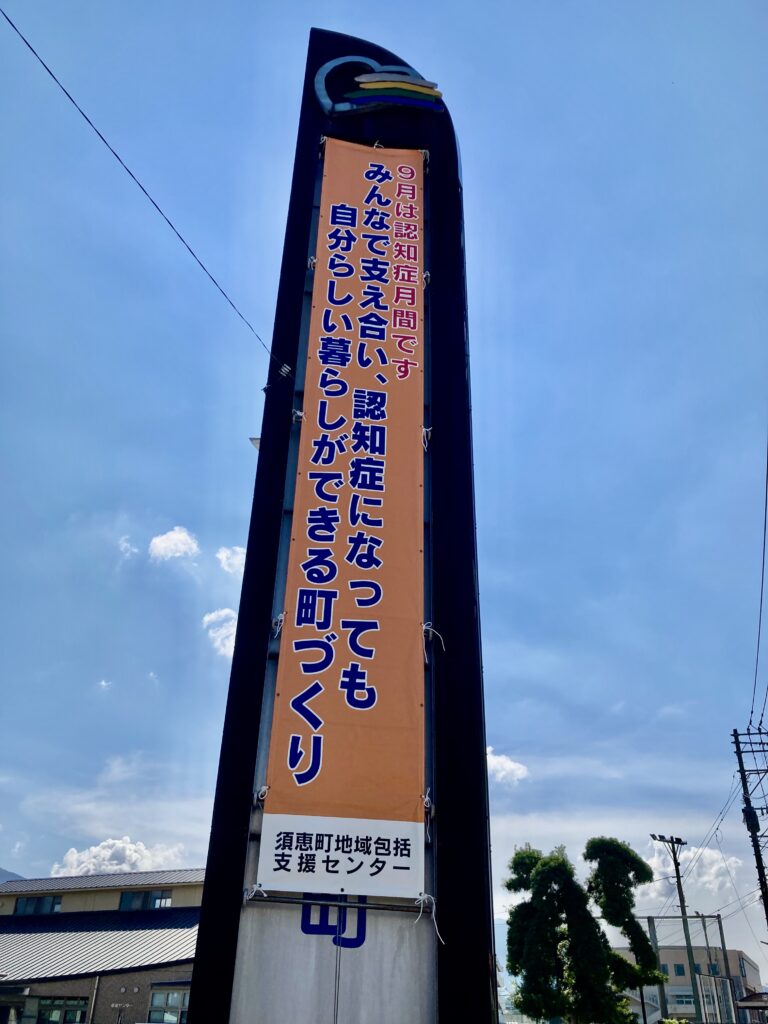 9月は認知症月間です
みんなで支え合い、認知症になっても
自分らしい暮らしができる町づくり
須恵町地域包括
支援センター
町